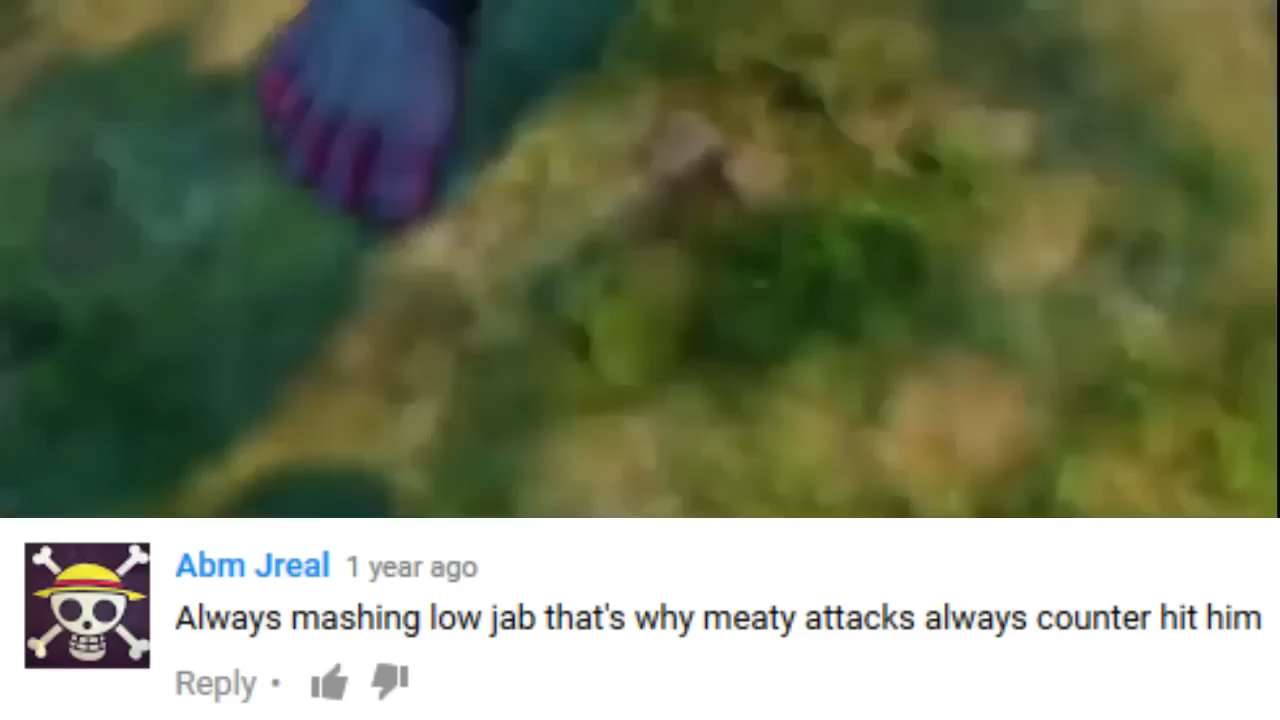 Abm Jreal 1 year ago
Always mashing low jab that's why meaty attacks always counter hit him
Reply •